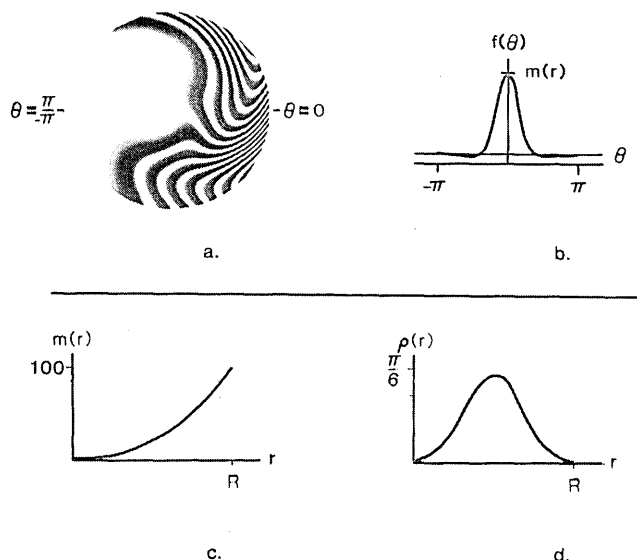 θ = π
-π
-θ = 0
a.
f(θ)
m(r)
θ
-π
π
b.
m(r)
100
r
R
c.
ρ(r)
π
6
r
R
d.